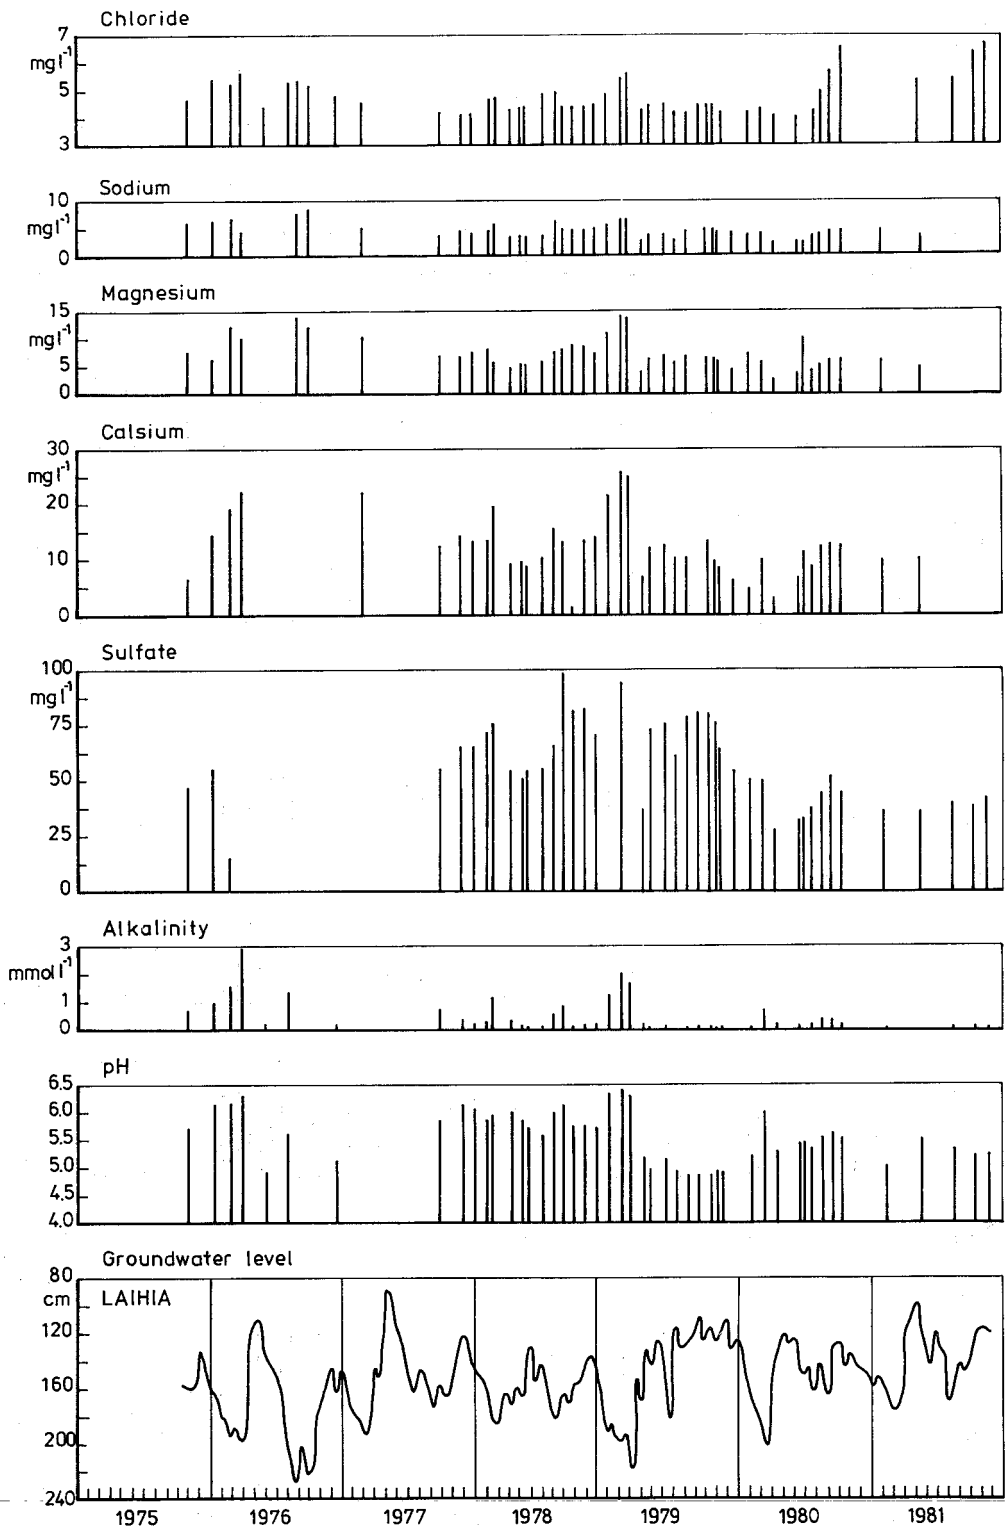 Chloride
7
mgl⁻¹
5
3
Sodium
10
mgl⁻¹
0
Magnesium
15
mgl⁻¹
5
0
Calsium
30
mgl⁻¹
20
10
0
Sulfate
100
mgl⁻¹
75
50
25
0
Alkalinity
3
mmol l⁻¹
1
0
pH
6.5
6.0
5.5
5.0
4.5
4.0
Groundwater level
80
cm LAIHIA
120
160
200
240
1975 1976 1977 1978 1979 1980 1981